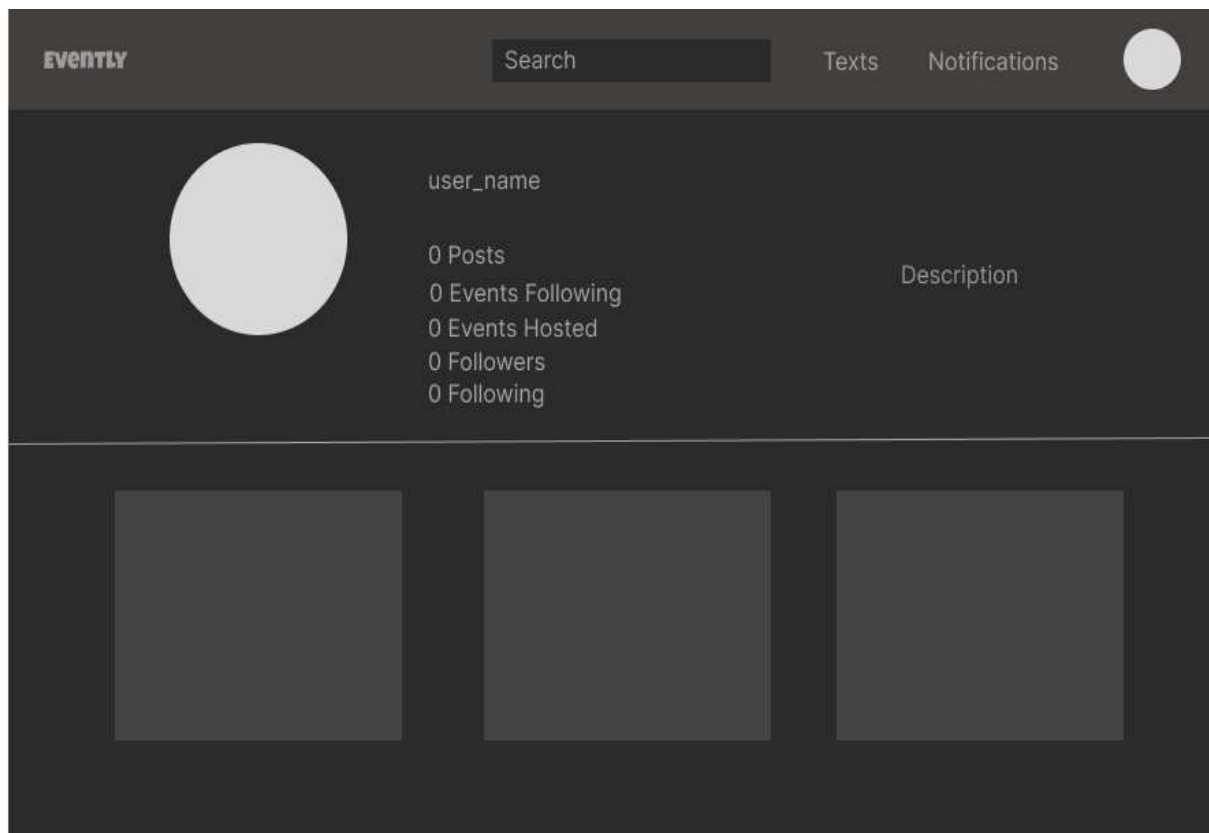 Evently
Search
Texts
Notifications
user_name
0 Posts
0 Events Following
0 Events Hosted
0 Followers
0 Following
Description